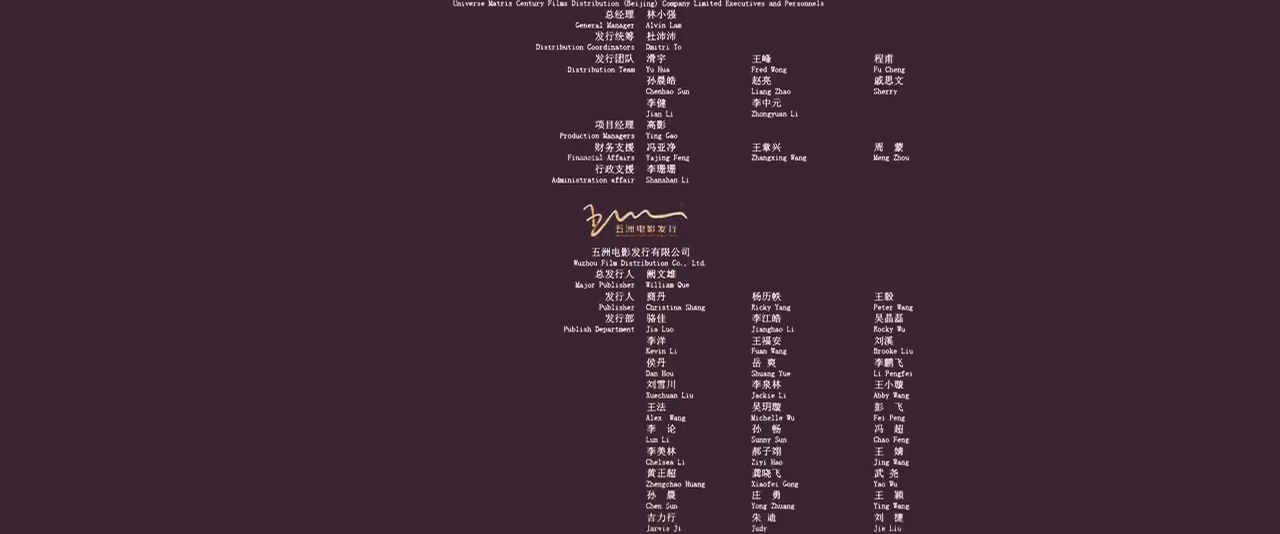 Universe Matrix Century Films Distribution (Beijing) Company Limited Executives and Personnels
总经理 林小强
General Manager Alvin Lam
发行统筹 杜沛沛
Distribution Coordinators Dmitri To
发行团队 滑宇 王峰 程甫
Distribution Team Yu Hua Fred Wong Fu Cheng
孙晨皓 赵亮 戚思文
Chenhao Sun Liang Zhao Sherry
李健 李中元
Jian Li Zhongyuan Li
项目经理 高影
Production Managers Ying Gao
财务支援 冯亚净 王章兴 周 蒙
Financial Affairs Yajing Feng Zhangxing Wang Meng Zhou
行政支援 李珊珊
Administration affair Shanshan Li
五洲电影发行
五洲电影发行有限公司
Wuzhou Film Distribution Co., Ltd.
总发行人 阙文雄
Major Publisher William Que
发行人 商丹 杨历轶 王毅
Publisher Christina Shang Ricky Yang Peter Wang
发行部 骆佳 李江皓 吴晶磊
Publish Department Jia Luo Jianghao Li Rocky Wu
李洋 王福安 刘溪
Kevin Li Fuan Wang Brooke Liu
侯丹 岳 爽 李鹏飞
Dan Hou Shuang Yue Li Pengfei
刘雪川 李泉林 王小璇
Xuechuan Liu Jackie Li Abby Wang
王法 吴玥璇 彭 飞
Alex Wang Michelle Wu Fei Peng
李 论 孙 畅 冯 超
Lun Li Sunny Sun Chao Feng
李美林 郝子翊 王 婧
Chelsea Li Ziyi Hao Jing Wang
黄正超 龚晓飞 武 尧
Zhengchao Huang Xiaofei Gong Yao Wu
孙 晨 庄 勇 王 颖
Chen Sun Yong Zhuang Ying Wang
吉力行 朱 迪 刘 捷
Jarvis Ji Judy Jie Liu